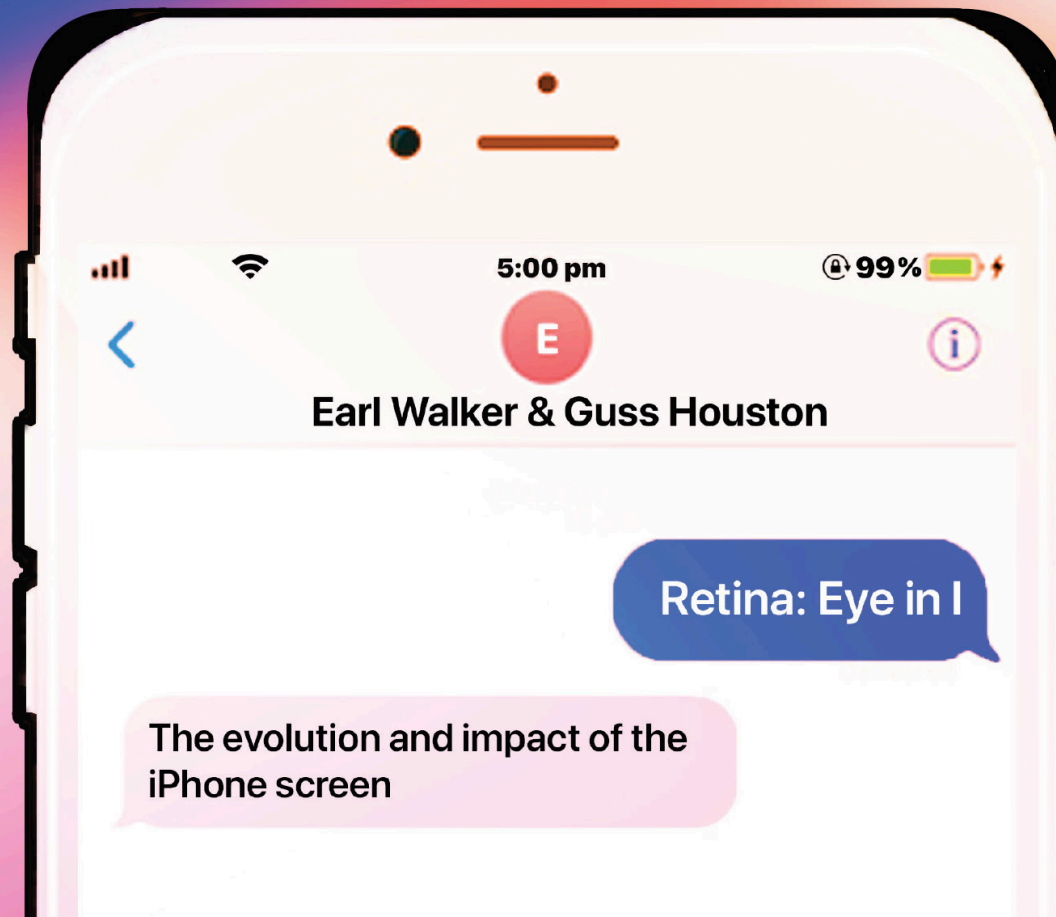 5:00 pm
99%
E
i
Earl Walker & Guss Houston
Retina: Eye in I
The evolution and impact of the
iPhone screen